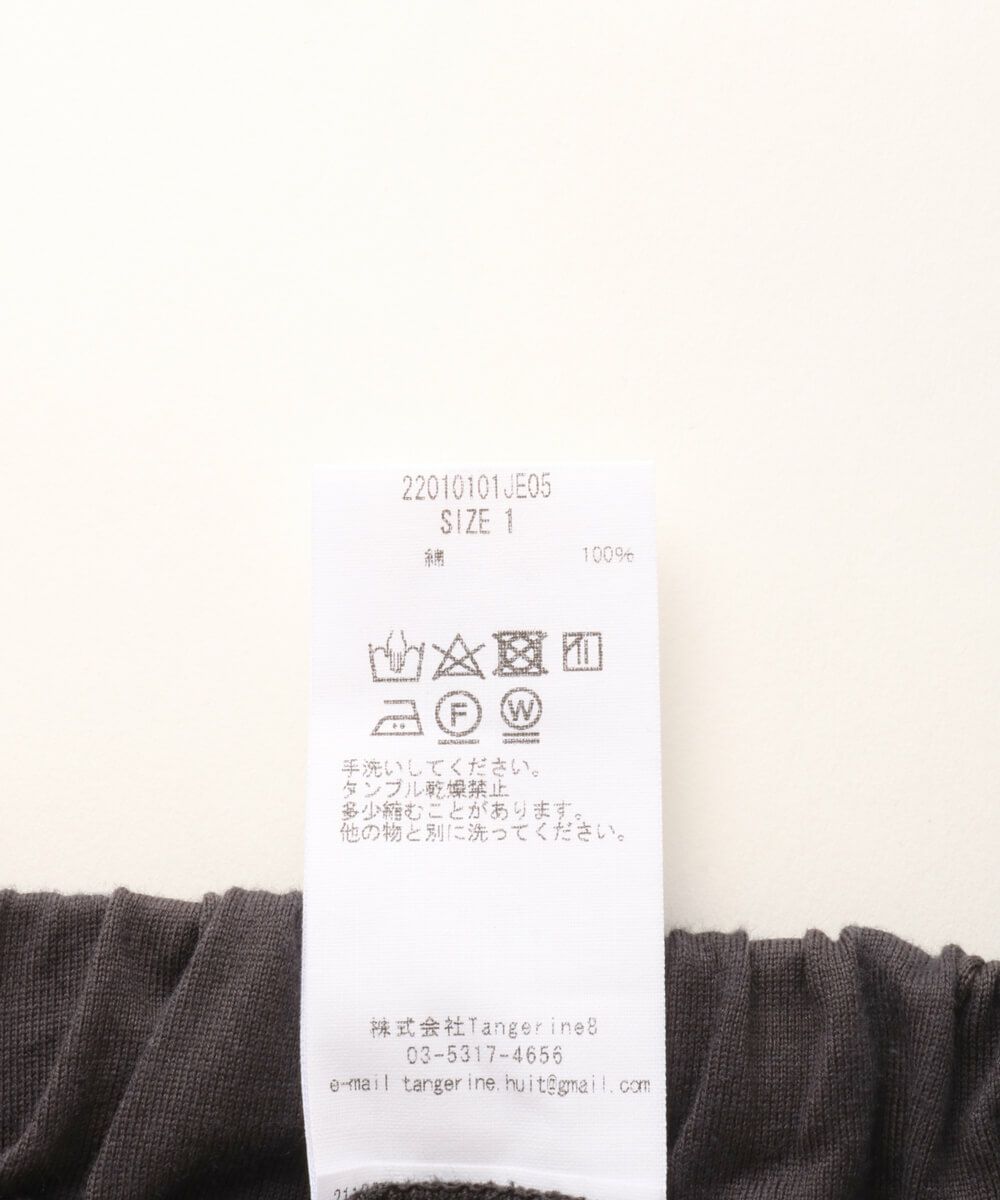 22010101JE05
SIZE 1
綿 100%
F W
手洗いしてください。
タンブル乾燥禁止
多少縮むことがあります。
他の物と別に洗ってください。
株式会社Tangerine8
03-5317-4656
e-mail tangerine.huit@gmail.com